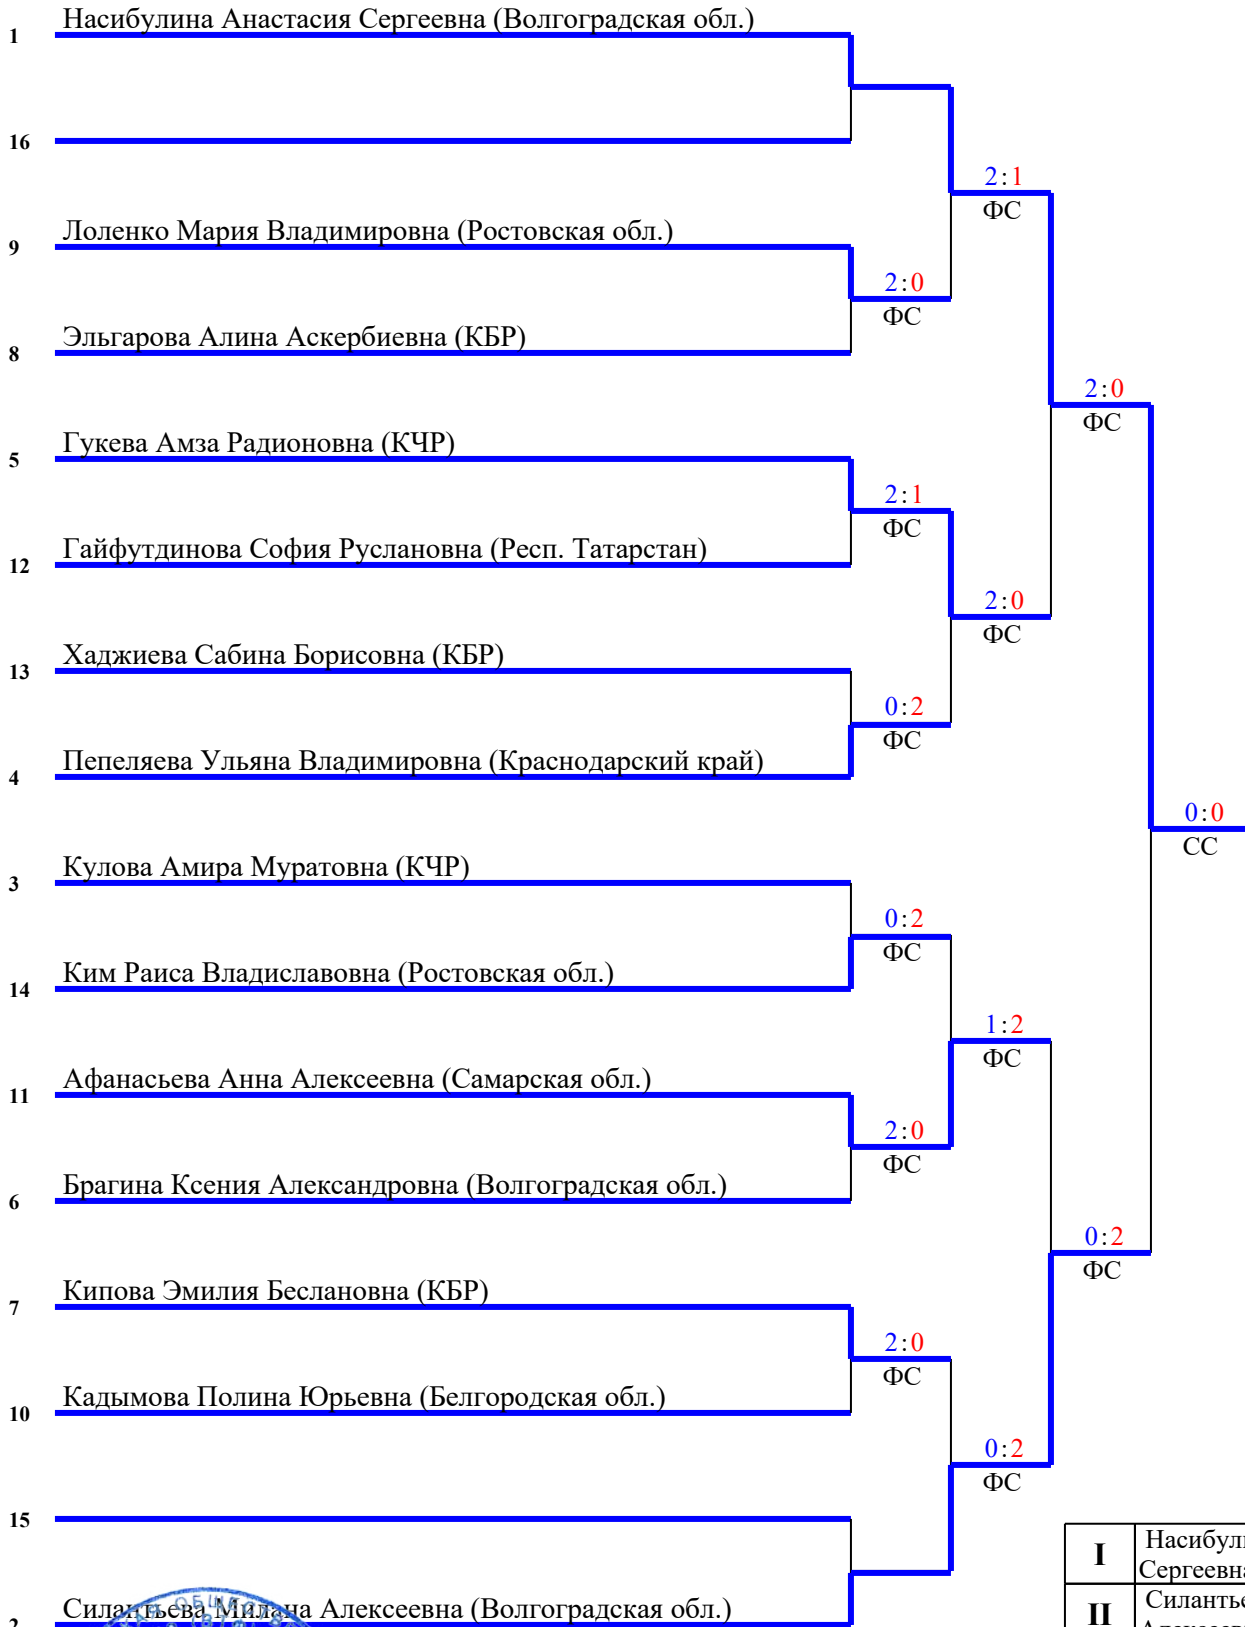 Насибулина Анастасия Сергеевна (Волгоградская обл.)
1
16
2:1
ФС
Лоленко Мария Владимировна (Ростовская обл.)
9
2:0
ФС
Эльгарова Алина Аскербиевна (КБР)
8
2:0
ФС
Гукева Амза Радионовна (КЧР)
5
2:1
ФС
Гайфутдинова София Руслановна (Респ. Татарстан)
12
2:0
ФС
Хаджиева Сабина Борисовна (КБР)
13
0:2
ФС
Пепеляева Ульяна Владимировна (Краснодарский край)
4
0:0
СС
Кулова Амира Муратовна (КЧР)
3
0:2
ФС
Ким Раиса Владиславовна (Ростовская обл.)
14
1:2
ФС
Афанасьева Анна Алексеевна (Самарская обл.)
11
2:0
ФС
Брагина Ксения Александровна (Волгоградская обл.)
6
0:2
ФС
Кипова Эмилия Беслановна (КБР)
7
2:0
ФС
Кадымова Полина Юрьевна (Белгородская обл.)
10
0:2
ФС
15
I
Насибул
Сергеевна
Силантьева Милана Алексеевна (Волгоградская обл.)
2
II
Силантье